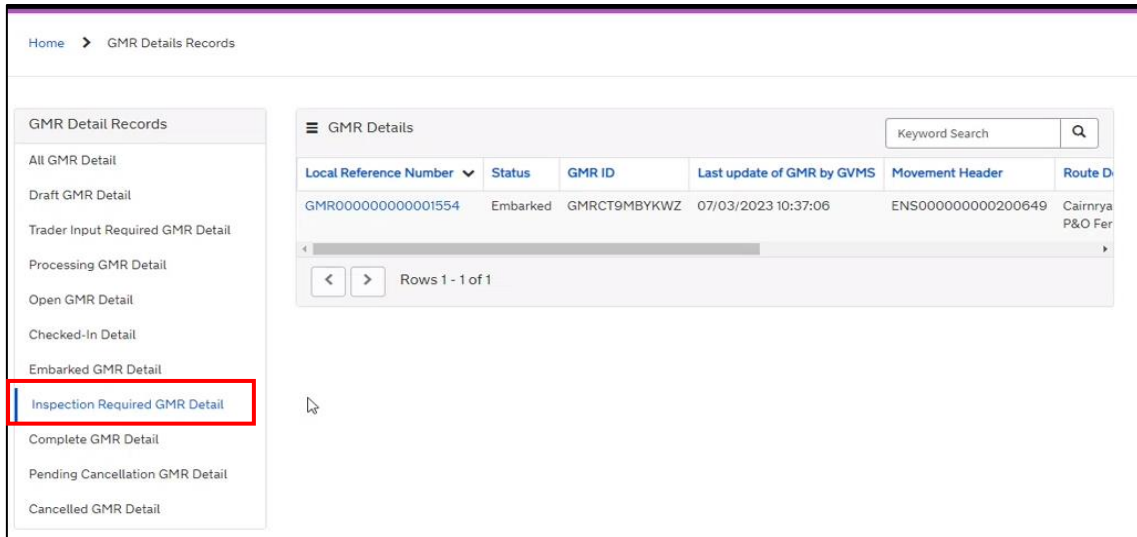 Home > GMR Details Records
GMR Detail Records
All GMR Detail
Draft GMR Detail
Trader Input Required GMR Detail
Processing GMR Detail
Open GMR Detail
Checked-In Detail
Embarked GMR Detail
Inspection Required GMR Detail
Complete GMR Detail
Pending Cancellation GMR Detail
Cancelled GMR Detail
GMR Details
Keyword Search
Local Reference Number Status GMR ID Last update of GMR by GVMS Movement Header Route D
GMR000000000001554 Embarked GMRCT9MBYKWZ 07/03/2023 10:37:06 ENS000000000200649 Cairnrya
P&O Fer
Rows 1 - 1 of 1